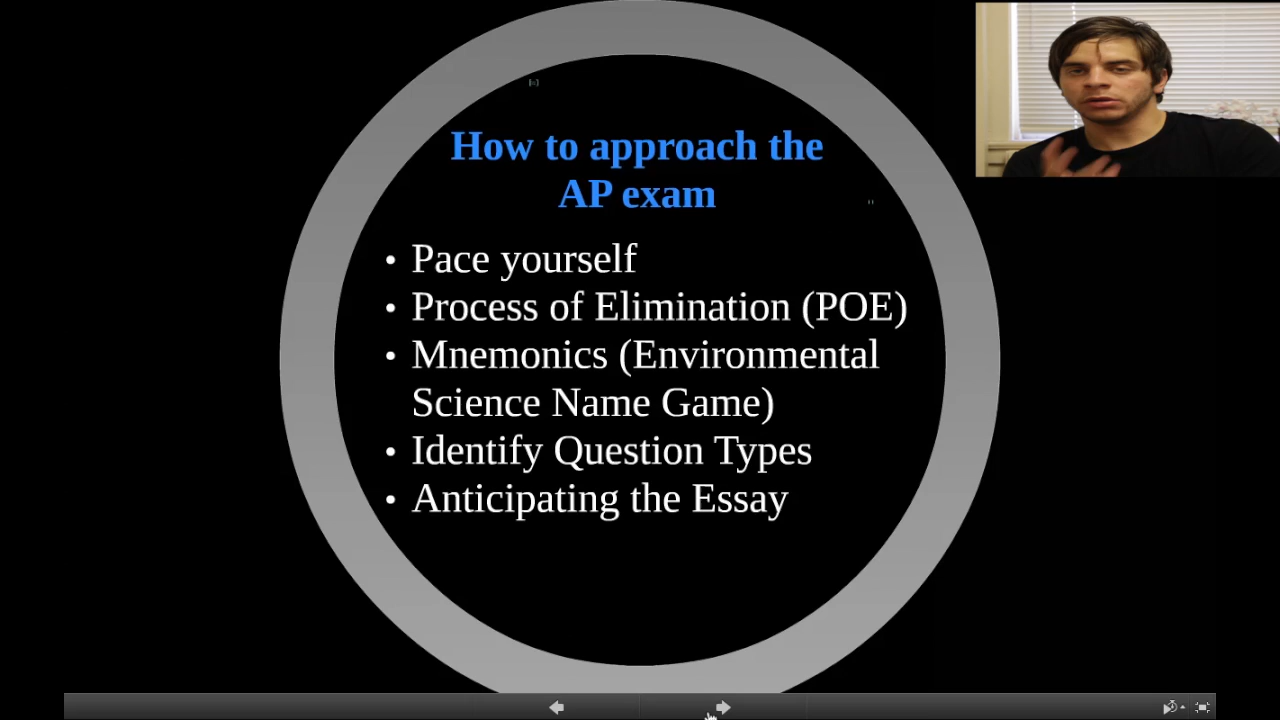 How to approach the
AP exam
• Pace yourself
• Process of Elimination (POE)
• Mnemonics (Environmental
Science Name Game)
• Identify Question Types
• Anticipating the Essay